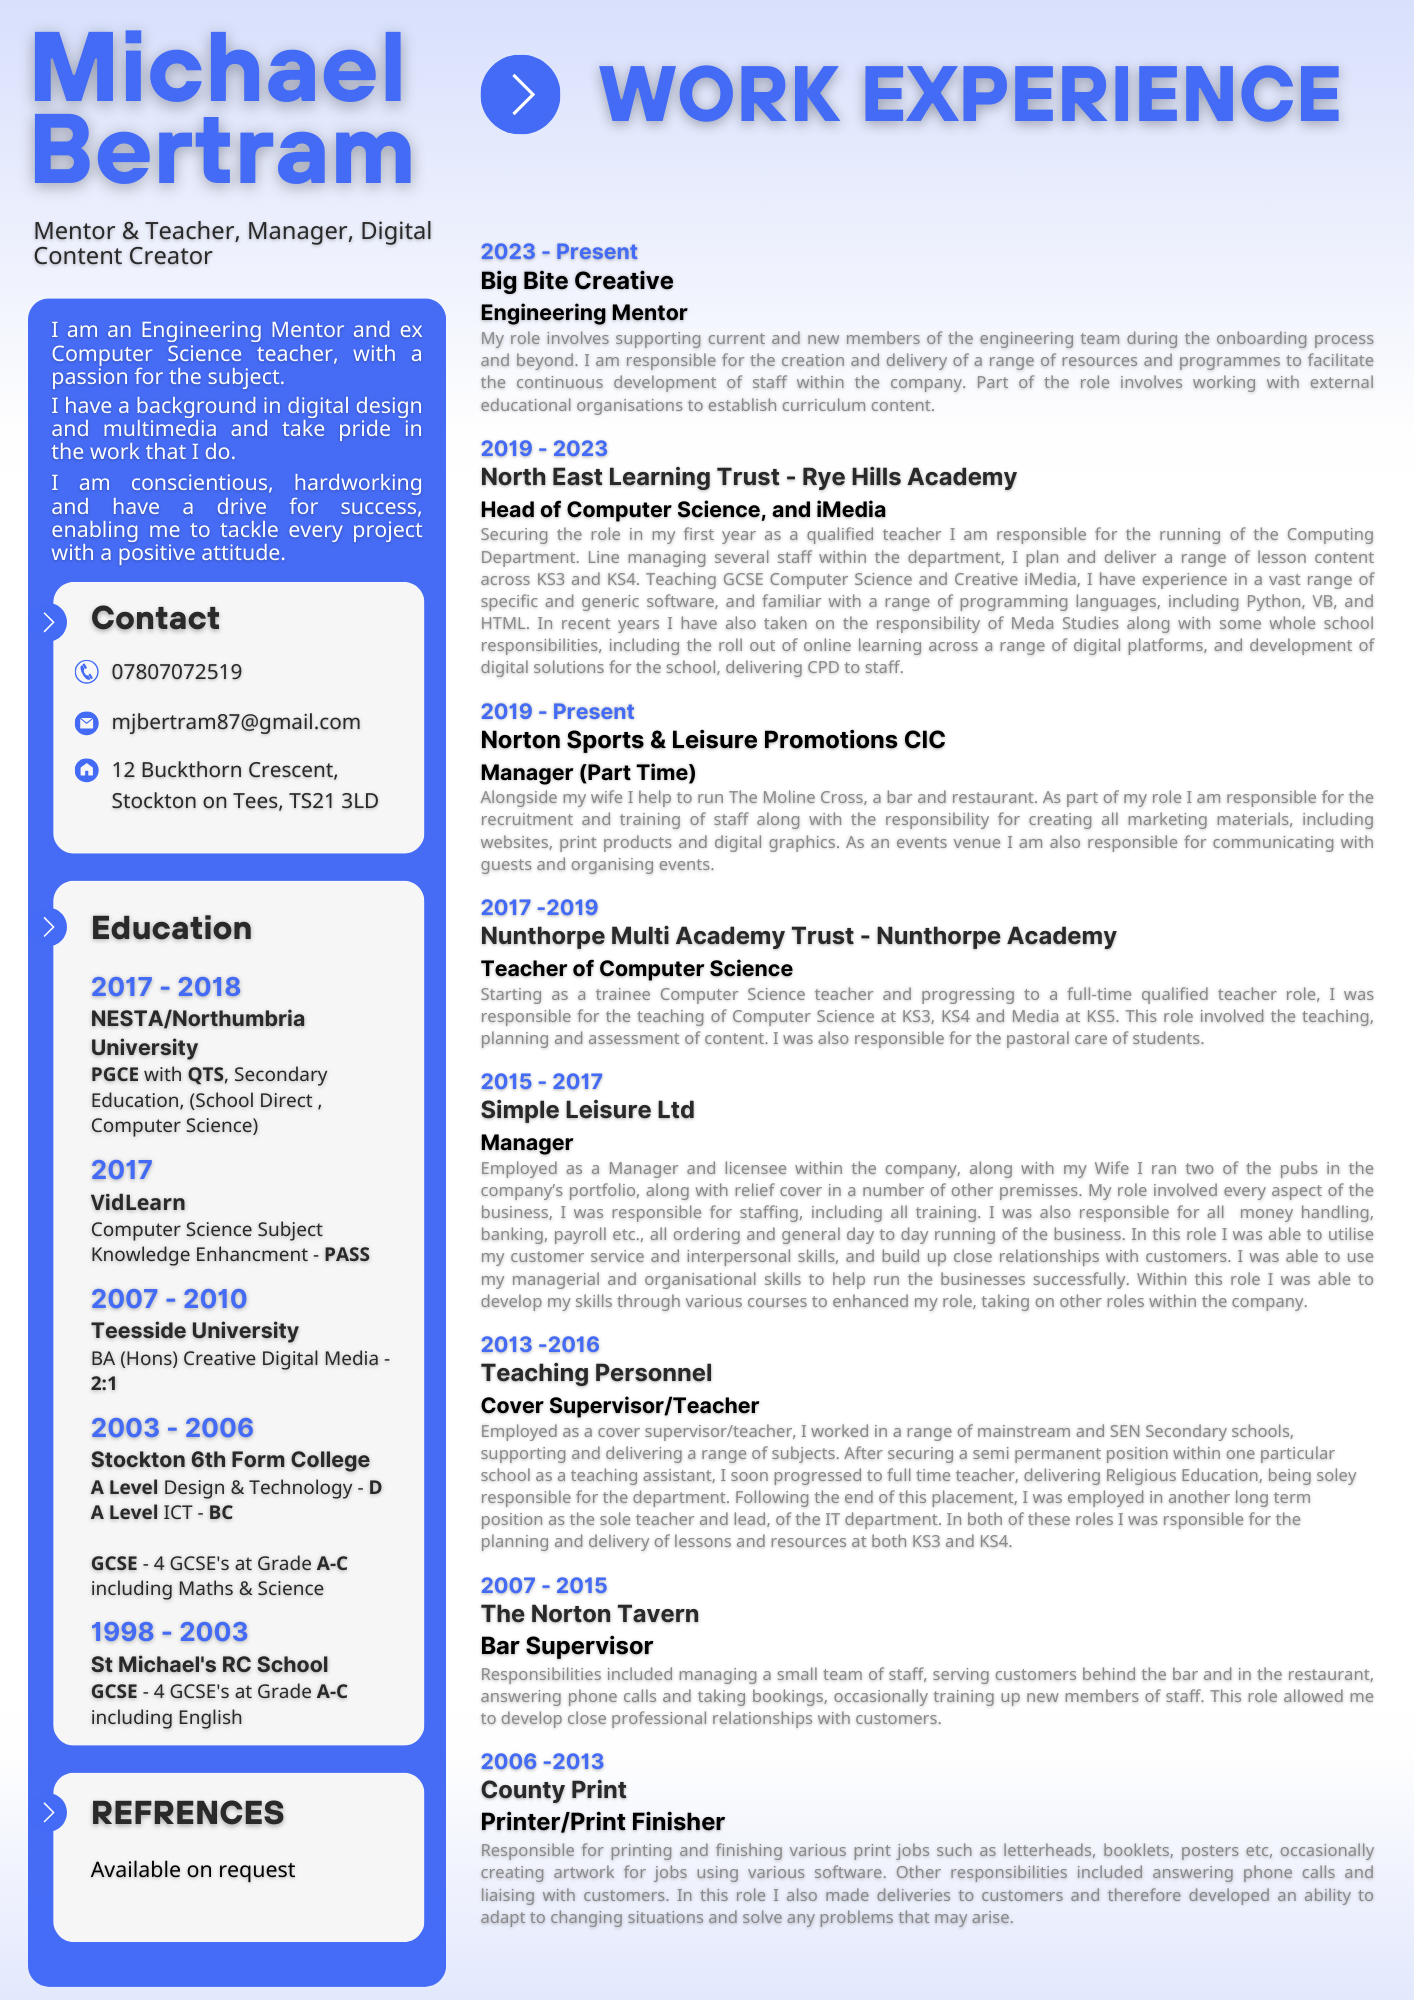 Michael
Bertram
Mentor & Teacher, Manager, Digital
Content Creator
I am an Engineering Mentor and ex
Computer Science teacher, with a
passion for the subject.
I have a background in digital design
and multimedia and take pride in
the work that I do.
I am conscientious, hardworking
and have a drive for success,
enabling me to tackle every project
with a positive attitude.
Contact
07807072519
mjbertram87@gmail.com
12 Buckthorn Crescent,
Stockton on Tees, TS21 3LD
Education
2017 - 2018
NESTA/Northumbria
University
PGCE with QTS, Secondary
Education, (School Direct ,
Computer Science)
2017
VidLearn
Computer Science Subject
Knowledge Enhancment - PASS
2007 - 2010
Teesside University
BA (Hons) Creative Digital Media -
2:1
2003 - 2006
Stockton 6th Form College
A Level Design & Technology - D
A Level ICT - BC
GCSE - 4 GCSE's at Grade A-C
including Maths & Science
1998 - 2003
St Michael's RC School
GCSE - 4 GCSE's at Grade A-C
including English
REFRENCES
Available on request
WORK EXPERIENCE
2023 - Present
Big Bite Creative
Engineering Mentor
My role involves supporting current and new members of the engineering team during the onboarding process
and beyond. I am responsible for the creation and delivery of a range of resources and programmes to facilitate
the continuous development of staff within the company. Part of the role involves working with external
educational organisations to establish curriculum content.
2019 - 2023
North East Learning Trust - Rye Hills Academy
Head of Computer Science, and iMedia
Securing the role in my first year as a qualified teacher I am responsible for the running of the Computing
Department. Line managing several staff within the department, I plan and deliver a range of lesson content
across KS3 and KS4. Teaching GCSE Computer Science and Creative iMedia, I have experience in a vast range of
specific and generic software, and familiar with a range of programming languages, including Python, VB, and
HTML. In recent years I have also taken on the responsibility of Meda Studies along with some whole school
responsibilities, including the roll out of online learning across a range of digital platforms, and development of
digital solutions for the school, delivering CPD to staff.
2019 - Present
Norton Sports & Leisure Promotions CIC
Manager (Part Time)
Alongside my wife I help to run The Moline Cross, a bar and restaurant. As part of my role I am responsible for the
recruitment and training of staff along with the responsibility for creating all marketing materials, including
websites, print products and digital graphics. As an events venue I am also responsible for communicating with
guests and organising events.
2017 -2019
Nunthorpe Multi Academy Trust - Nunthorpe Academy
Teacher of Computer Science
Starting as a trainee Computer Science teacher and progressing to a full-time qualified teacher role, I was
responsible for the teaching of Computer Science at KS3, KS4 and Media at KS5. This role involved the teaching,
planning and assessment of content. I was also responsible for the pastoral care of students.
2015 - 2017
Simple Leisure Ltd
Manager
Employed as a Manager and licensee within the company, along with my Wife I ran two of the pubs in the
company's portfolio, along with relief cover in a number of other premisses. My role involved every aspect of the
business, I was responsible for staffing, including all training. I was also responsible for all money handling,
banking, payroll etc., all ordering and general day to day running of the business. In this role I was able to utilise
my customer service and interpersonal skills, and build up close relationships with customers. I was able to use
my managerial and organisational skills to help run the businesses successfully. Within this role I was able to
develop my skills through various courses to enhanced my role, taking on other roles within the company.
2013 -2016
Teaching Personnel
Cover Supervisor/Teacher
Employed as a cover supervisor/teacher, I worked in a range of mainstream and SEN Secondary schools,
supporting and delivering a range of subjects. After securing a semi permanent position within one particular
school as a teaching assistant, I soon progressed to full time teacher, delivering Religious Education, being soley
responsible for the department. Following the end of this placement, I was employed in another long term
position as the sole teacher and lead, of the IT department. In both of these roles I was rsponsible for the
planning and delivery of lessons and resources at both KS3 and KS4.
2007 - 2015
The Norton Tavern
Bar Supervisor
Responsibilities included managing a small team of staff, serving customers behind the bar and in the restaurant,
answering phone calls and taking bookings, occasionally training up new members of staff. This role allowed me
to develop close professional relationships with customers.
2006 -2013
County Print
Printer/Print Finisher
Responsible for printing and finishing various print jobs such as letterheads, booklets, posters etc, occasionally
creating artwork for jobs using various software. Other responsibilities included answering phone calls and
liaising with customers. In this role I also made deliveries to customers and therefore developed an ability to
adapt to changing situations and solve any problems that may arise.